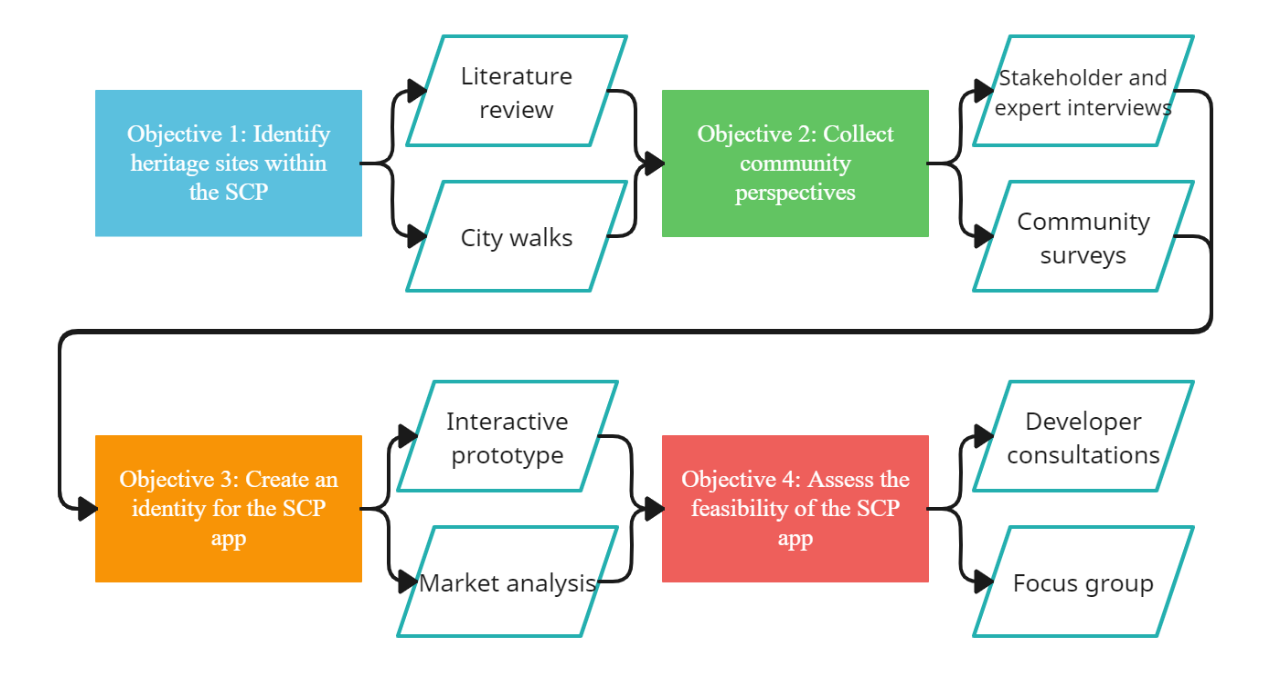 Objective 1: Identify
heritage sites within
the SCP
Literature
review
City walks
Objective 2: Collect
community
perspectives
Stakeholder and
expert interviews
Community
surveys
Objective 3: Create an
identity for the SCP
app
Interactive
prototype
Market analysis
Objective 4: Assess the
feasibility of the SCP
app
Developer
consultations
Focus group